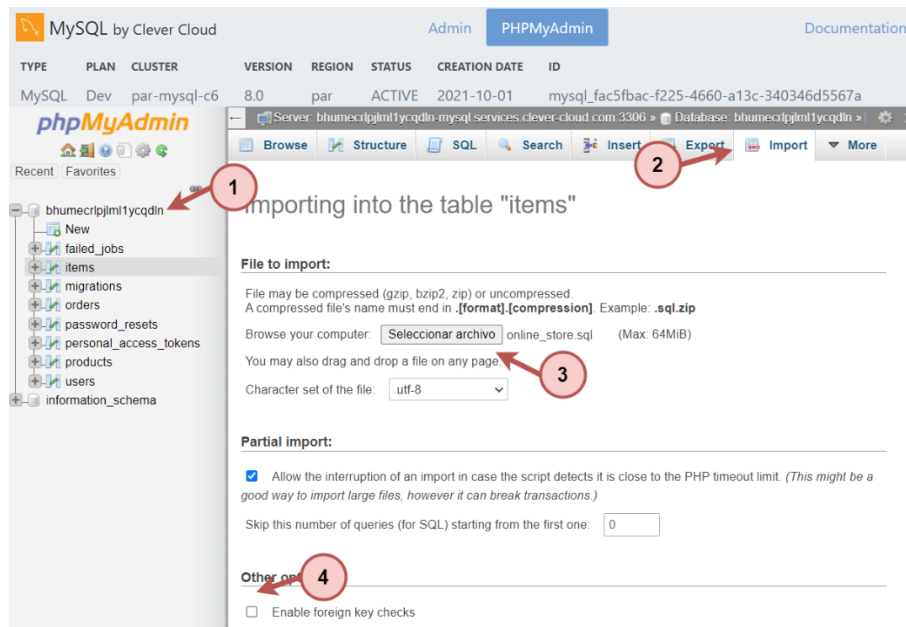 MySQL by Clever Cloud Admin PHPMyAdmin Documentation
TYPE PLAN CLUSTER VERSION REGION STATUS CREATION DATE ID
MySQL Dev par-mysql-c6 8.0 par ACTIVE 2021-10-01 mysql_fac5fbac-f225-4660-a13c-340346d5567a
phpMyAdmin
Recent Favorites
bhumecrlpjlml1ycqdln
New
failed_jobs
items
migrations
orders
password_resets
personal_access_tokens
products
users
information_schema
Server: bhumecrlpjlml1ycqdln-mysql.services.clever-cloud.com:3306 » Database: bhumecrlpjlml1ycqdln »
Browse Structure SQL Search Insert Export Import More
1
2
Importing into the table "items"
File to import:
File may be compressed (gzip, bzip2, zip) or uncompressed.
A compressed file's name must end in .[format].[compression]. Example: .sql.zip
Browse your computer: Seleccionar archivo online_store.sql (Max: 64MiB)
You may also drag and drop a file on any page.
3
Character set of the file: utf-8
Partial import:
Allow the interruption of an import in case the script detects it is close to the PHP timeout limit. (This might be a
good way to import large files, however it can break transactions.)
Skip this number of queries (for SQL) starting from the first one: 0
Other
4
Enable foreign key checks